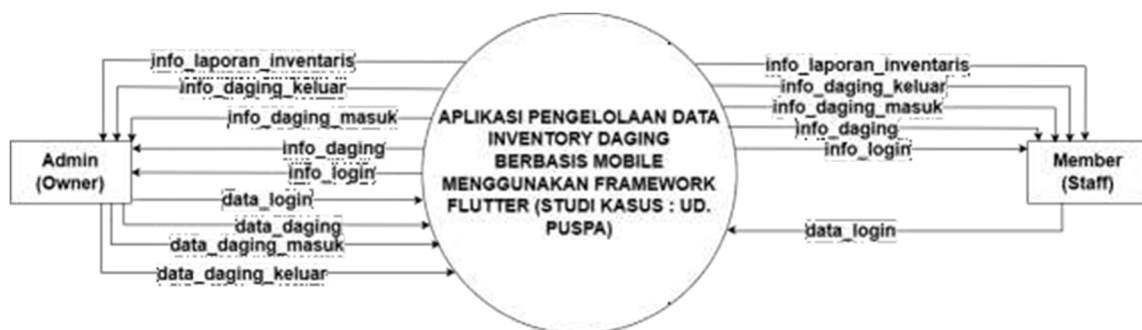 info_laporan_inventaris
info_daging_keluar
info_daging_masuk
info_daging
info_login
data_login
data_daging
data_daging_masuk
data_daging_keluar
Admin
(Owner)
APLIKASI PENGELOLAAN DATA
INVENTORY DAGING
BERBASIS MOBILE
MENGGUNAKAN FRAMEWORK
FLUTTER (STUDI KASUS : UD.
PUSPA)
info_laporan_inventaris
info_daging_keluar
info_daging_masuk
info_daging
info_login
data_login
Member
(Staff)